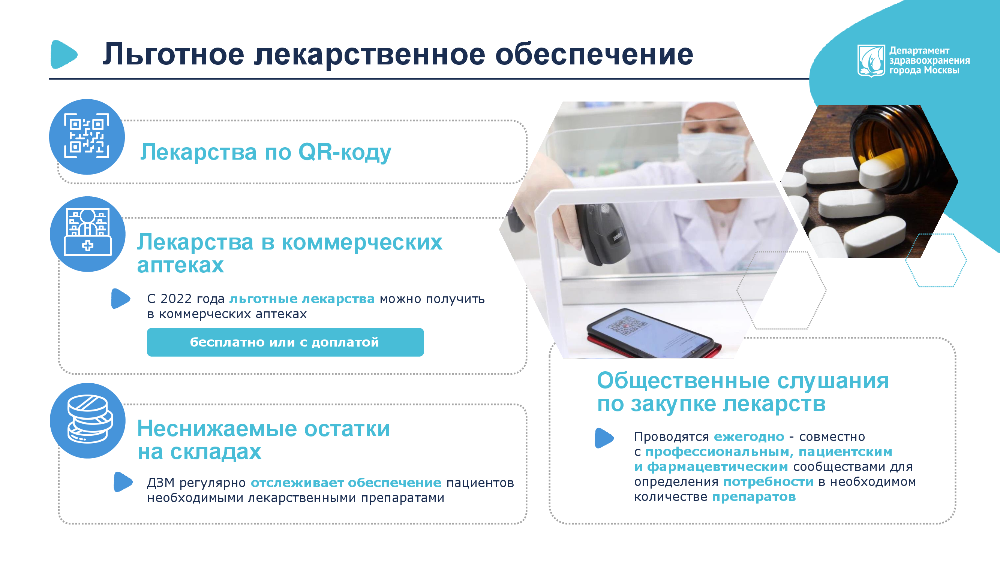 Льготное лекарственное обеспечение
Департамент
здравоохранения
города Москвы
Лекарства по QR-коду
Лекарства в коммерческих
аптеках
С 2022 года льготные лекарства можно получить
в коммерческих аптеках
бесплатно или с доплатой
Неснижаемые остатки
на складах
ДЗМ регулярно отслеживает обеспечение пациентов
необходимыми лекарственными препаратами
symbol
Общественные слушания
по закупке лекарств
Проводятся ежегодно - совместно
с профессиональным, пациентским
и фармацевтическим сообществами для
определения потребности в необходимом
количестве препаратов